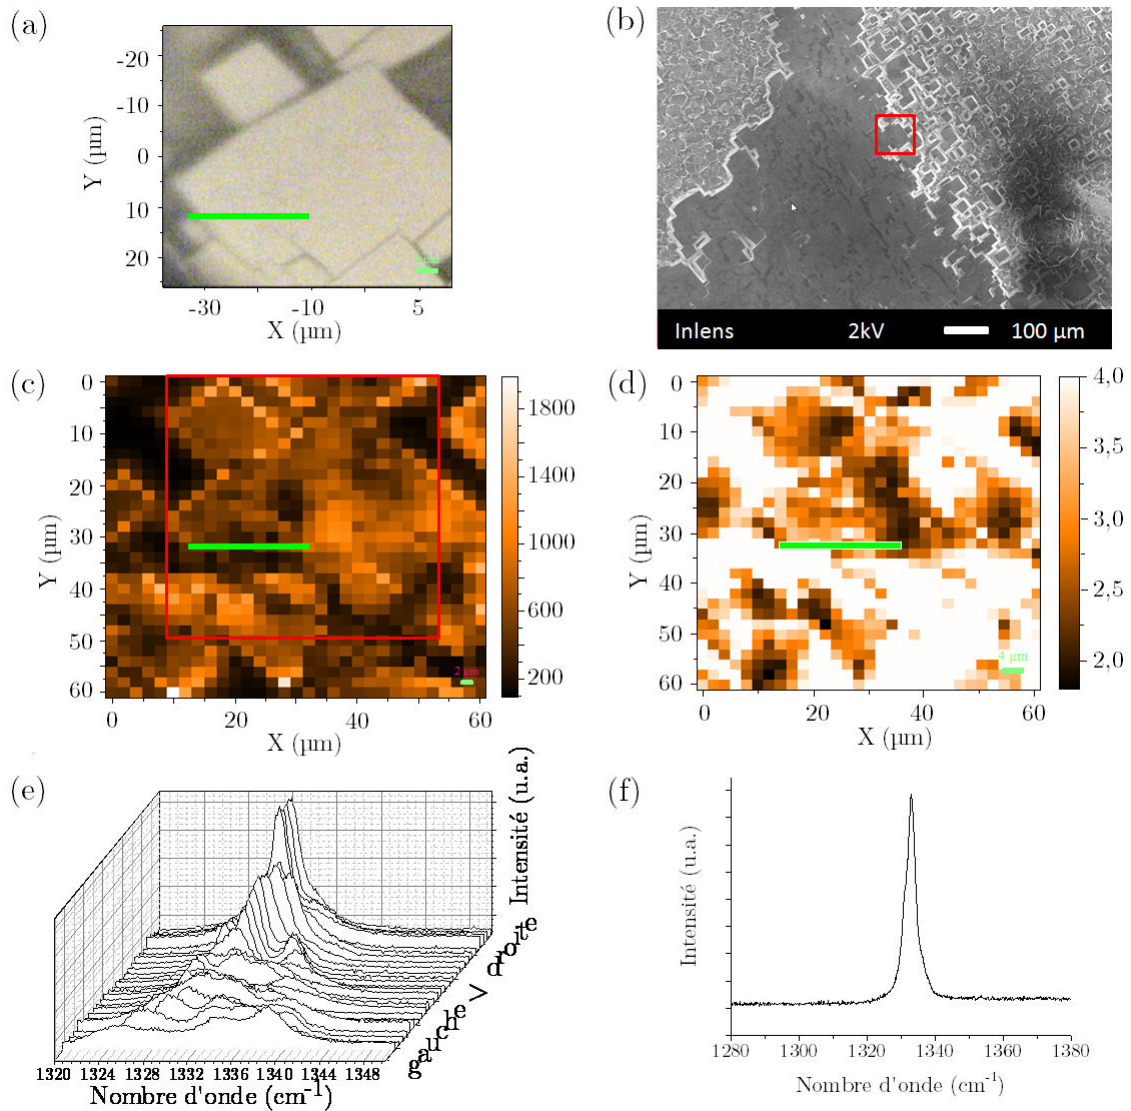 (a)
-20
-10
0
10
20
Y (µm)
-30
-10
5
X (µm)
(b)
Inlens 2kV 100 µm
(c)
0
10
20
30
40
50
60
Y (µm)
0
20
40
60
X (µm)
2 µm
1800
1400
1000
600
200
(d)
0
10
20
30
40
50
60
Y (µm)
0
20
40
60
X (µm)
4 µm
4,0
3,5
3,0
2,5
2,0
(e)
Intensité (u.a.)
gauche > droite
1320 1324 1328 1332 1336 1340 1344 1348
Nombre d'onde (cm-1)
(f)
Intensité (u.a.)
1280 1300 1320 1340 1360 1380
Nombre d'onde (cm-1)